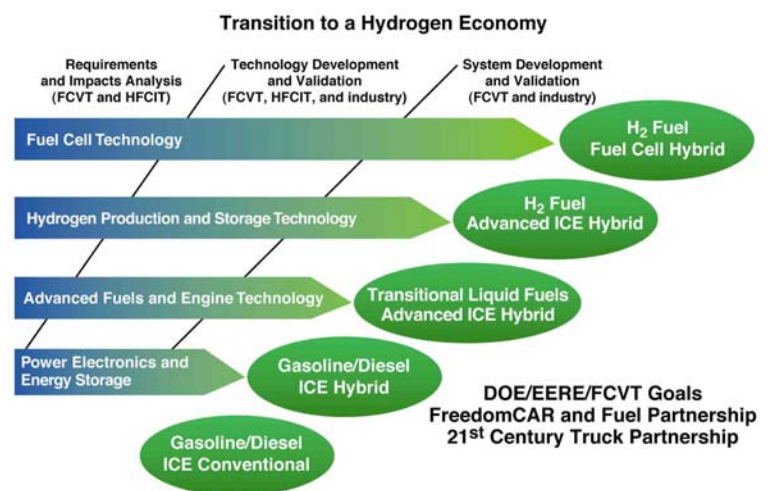 Transition to a Hydrogen Economy
Requirements
and Impacts Analysis
(FCVT and HFCIT)
Technology Development
and Validation
(FCVT, HFCIT, and industry)
System Development
and Validation
(FCVT and industry)
Fuel Cell Technology
H₂ Fuel
Fuel Cell Hybrid
Hydrogen Production and Storage Technology
H₂ Fuel
Advanced ICE Hybrid
Advanced Fuels and Engine Technology
Transitional Liquid Fuels
Advanced ICE Hybrid
Power Electronics and
Energy Storage
Gasoline/Diesel
ICE Hybrid
Gasoline/Diesel
ICE Conventional
DOE/EERE/FCVT Goals
FreedomCAR and Fuel Partnership
21st Century Truck Partnership